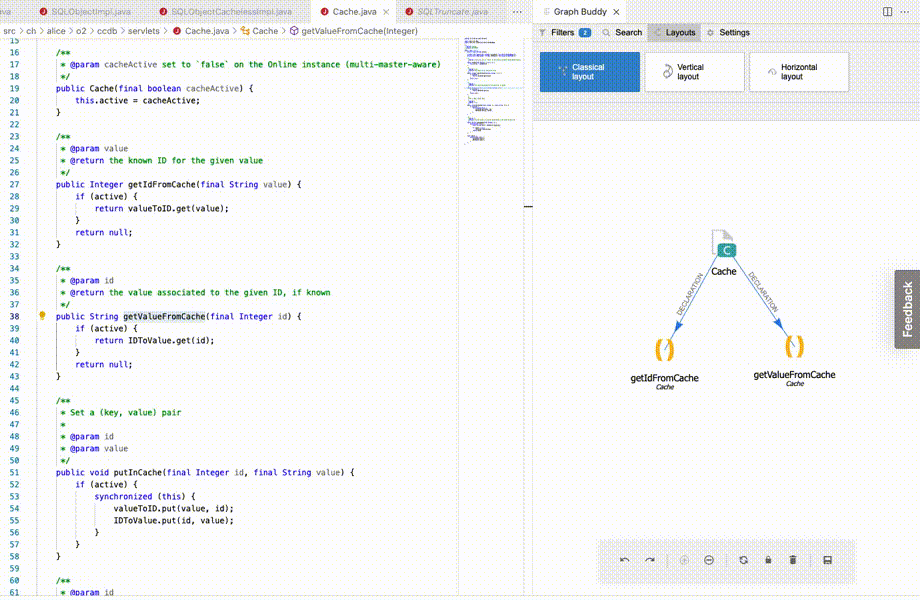 ava
SQLObjectImpl.java
SQLObjectCachelessImpl.java
Cache.java
SQLTruncate.java
src > ch > alice > o2 > ccdb > servlets > Cache.java > Cache > getValueFromCache(Integer)
15
16 /**
17 * @param cacheActive set to `false` on the Online instance (multi-master-aware)
18 */
19 public Cache(final boolean cacheActive) {
20 this.active = cacheActive;
21 }
22
23 /**
24 * @param value
25 * @return the known ID for the given value
26 */
27 public Integer getIdFromCache(final String value) {
28 if (active) {
29 return valueToID.get(value);
30 }
31 return null;
32 }
33
34 /**
35 * @param id
36 * @return the value associated to the given ID, if known
37 */
38 public String getValueFromCache(final Integer id) {
39 if (active) {
40 return IDToValue.get(id);
41 }
42 return null;
43 }
44
45 /**
46 * Set a (key, value) pair
47 *
48 * @param id
49 * @param value
50 */
51 public void putInCache(final Integer id, final String value) {
52 if (active) {
53 synchronized (this) {
54 valueToID.put(value, id);
55 IDToValue.put(id, value);
56 }
57 }
58 }
59
60 /**
61 * @param id
Graph Buddy
Filters 2 Search Layouts Settings
Classical
layout
Vertical
layout
Horizontal
layout
C
Cache
DECLARATION
DECLARATION
getIdFromCache
Cache
getValueFromCache
Cache
Feedback